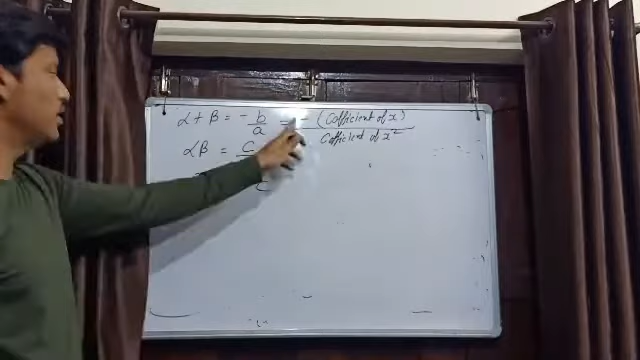 α + β = - b/a = - (Cofficient of x) / Cofficient of x²
αβ = C
C